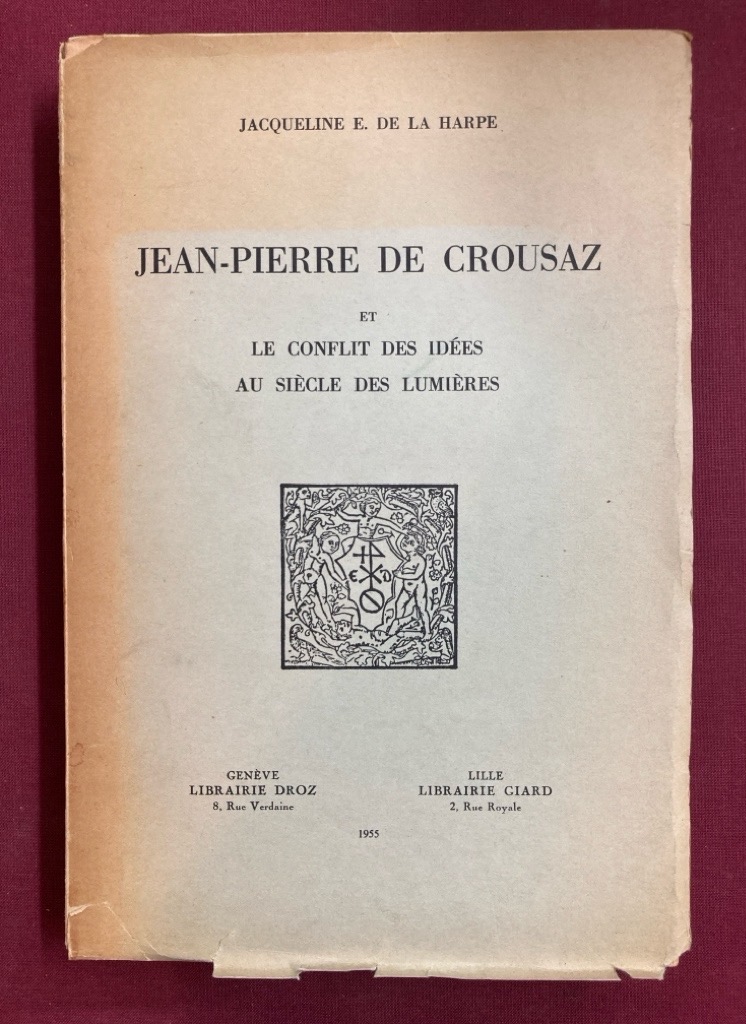 JACQUELINE E. DE LA HARPE
JEAN-PIERRE DE CROUSAZ
ET
LE CONFLIT DES IDÉES
AU SIÈCLE DES LUMIÈRES
E D
GENÈVE
LIBRAIRIE DROZ
8, Rue Verdaine
LILLE
LIBRAIRIE GIARD
2, Rue Royale
1955